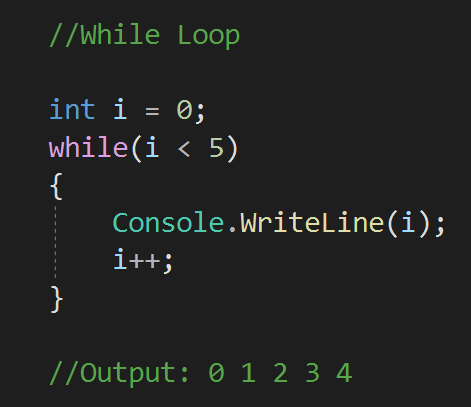 //While Loop
int i = 0;
while(i < 5)
{
Console.WriteLine(i);
i++;
}
//Output: 0 1 2 3 4